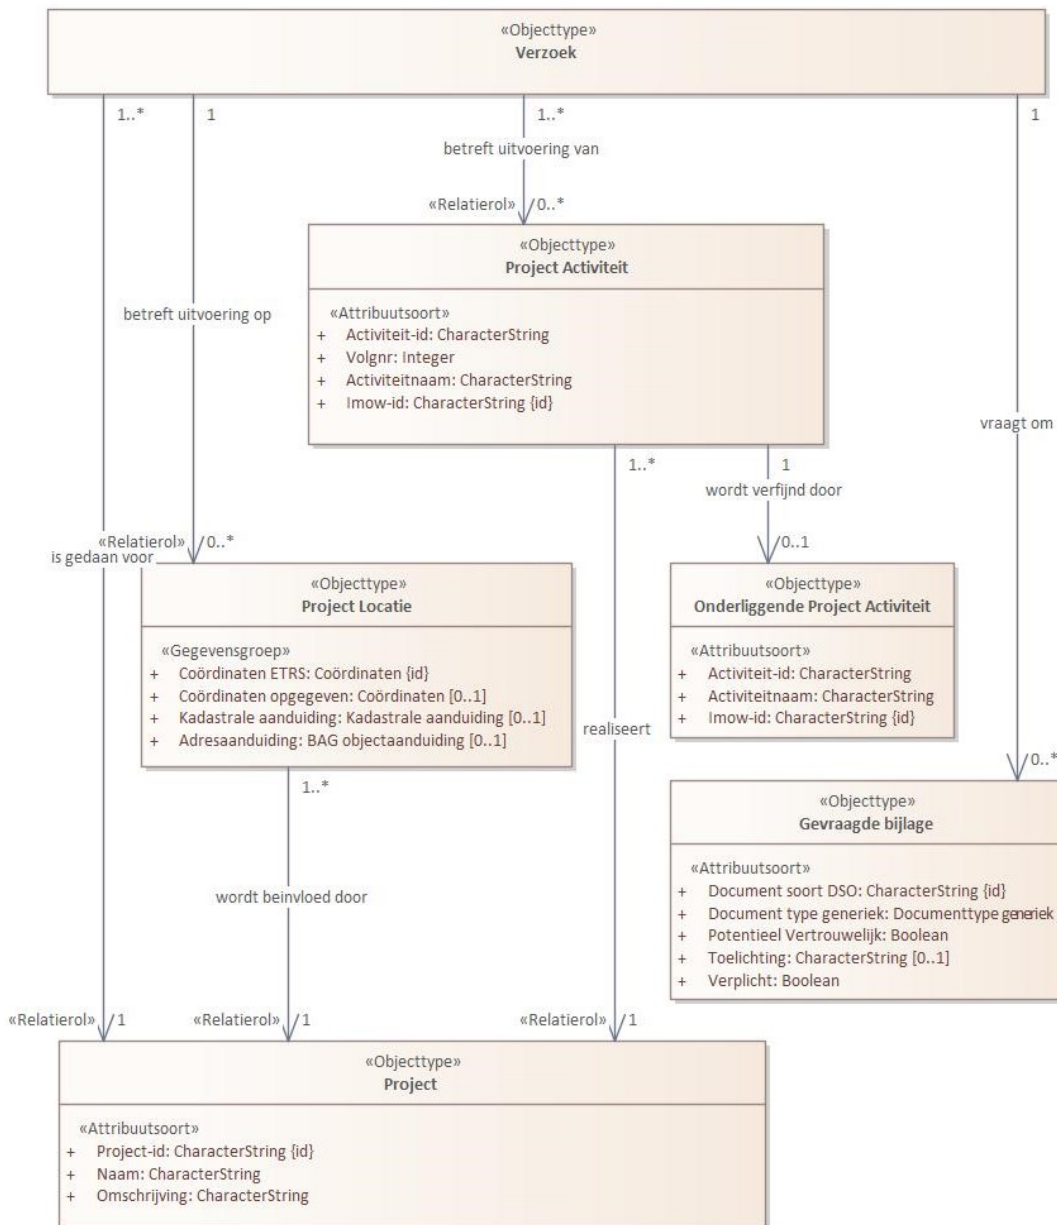 «Objecttype»
Verzoek
1..*
1
1..*
1
betreft uitvoering van
«Relatierol»
0..*
«Objecttype»
Project Activiteit
«Attribuutsoort»
+ Activiteit-id: CharacterString
+ Volgnr: Integer
+ Activiteitnaam: CharacterString
+ Imow-id: CharacterString {id}
betreft uitvoering op
vraagt om
1..*
1
wordt verfijnd door
«Relatierol»
0..*
0..1
is gedaan voor
«Objecttype»
Project Locatie
«Gegevensgroep»
+ Coördinaten ETRS: Coördinaten {id}
+ Coördinaten opgegeven: Coördinaten [0..1]
+ Kadastrale aanduiding: Kadastrale aanduiding [0..1]
+ Adresaanduiding: BAG objectaanduiding [0..1]
«Objecttype»
Onderliggende Project Activiteit
«Attribuutsoort»
+ Activiteit-id: CharacterString
+ Activiteitnaam: CharacterString
+ Imow-id: CharacterString {id}
realiseert
0..*
1..*
«Objecttype»
Gevraagde bijlage
«Attribuutsoort»
+ Document soort DSO: CharacterString {id}
+ Document type generiek: Documenttype generiek
+ Potentieel Vertrouwelijk: Boolean
+ Toelichting: CharacterString [0..1]
+ Verplicht: Boolean
wordt beinvloed door
«Relatierol»
1
«Relatierol»
1
«Relatierol»
1
«Objecttype»
Project
«Attribuutsoort»
+ Project-id: CharacterString {id}
+ Naam: CharacterString
+ Omschrijving: CharacterString